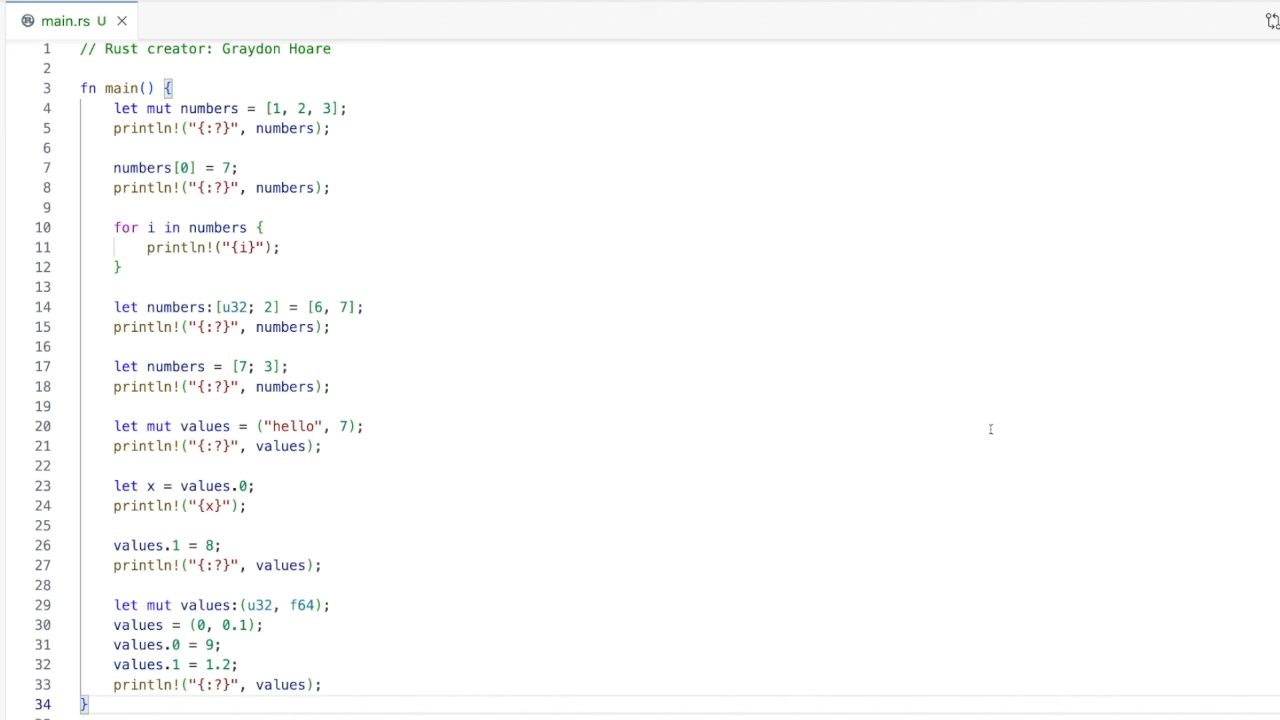 main.rs U
1 // Rust creator: Graydon Hoare
2
3 fn main() {
4     let mut numbers = [1, 2, 3];
5     println!("{:?}", numbers);
6
7     numbers[0] = 7;
8     println!("{:?}", numbers);
9
10     for i in numbers {
11         println!("{i}");
12     }
13
14     let numbers:[u32; 2] = [6, 7];
15     println!("{:?}", numbers);
16
17     let numbers = [7; 3];
18     println!("{:?}", numbers);
19
20     let mut values = ("hello", 7);
21     println!("{:?}", values);
22
23     let x = values.0;
24     println!("{x}");
25
26     values.1 = 8;
27     println!("{:?}", values);
28
29     let mut values:(u32, f64);
30     values = (0, 0.1);
31     values.0 = 9;
32     values.1 = 1.2;
33     println!("{:?}", values);
34 }